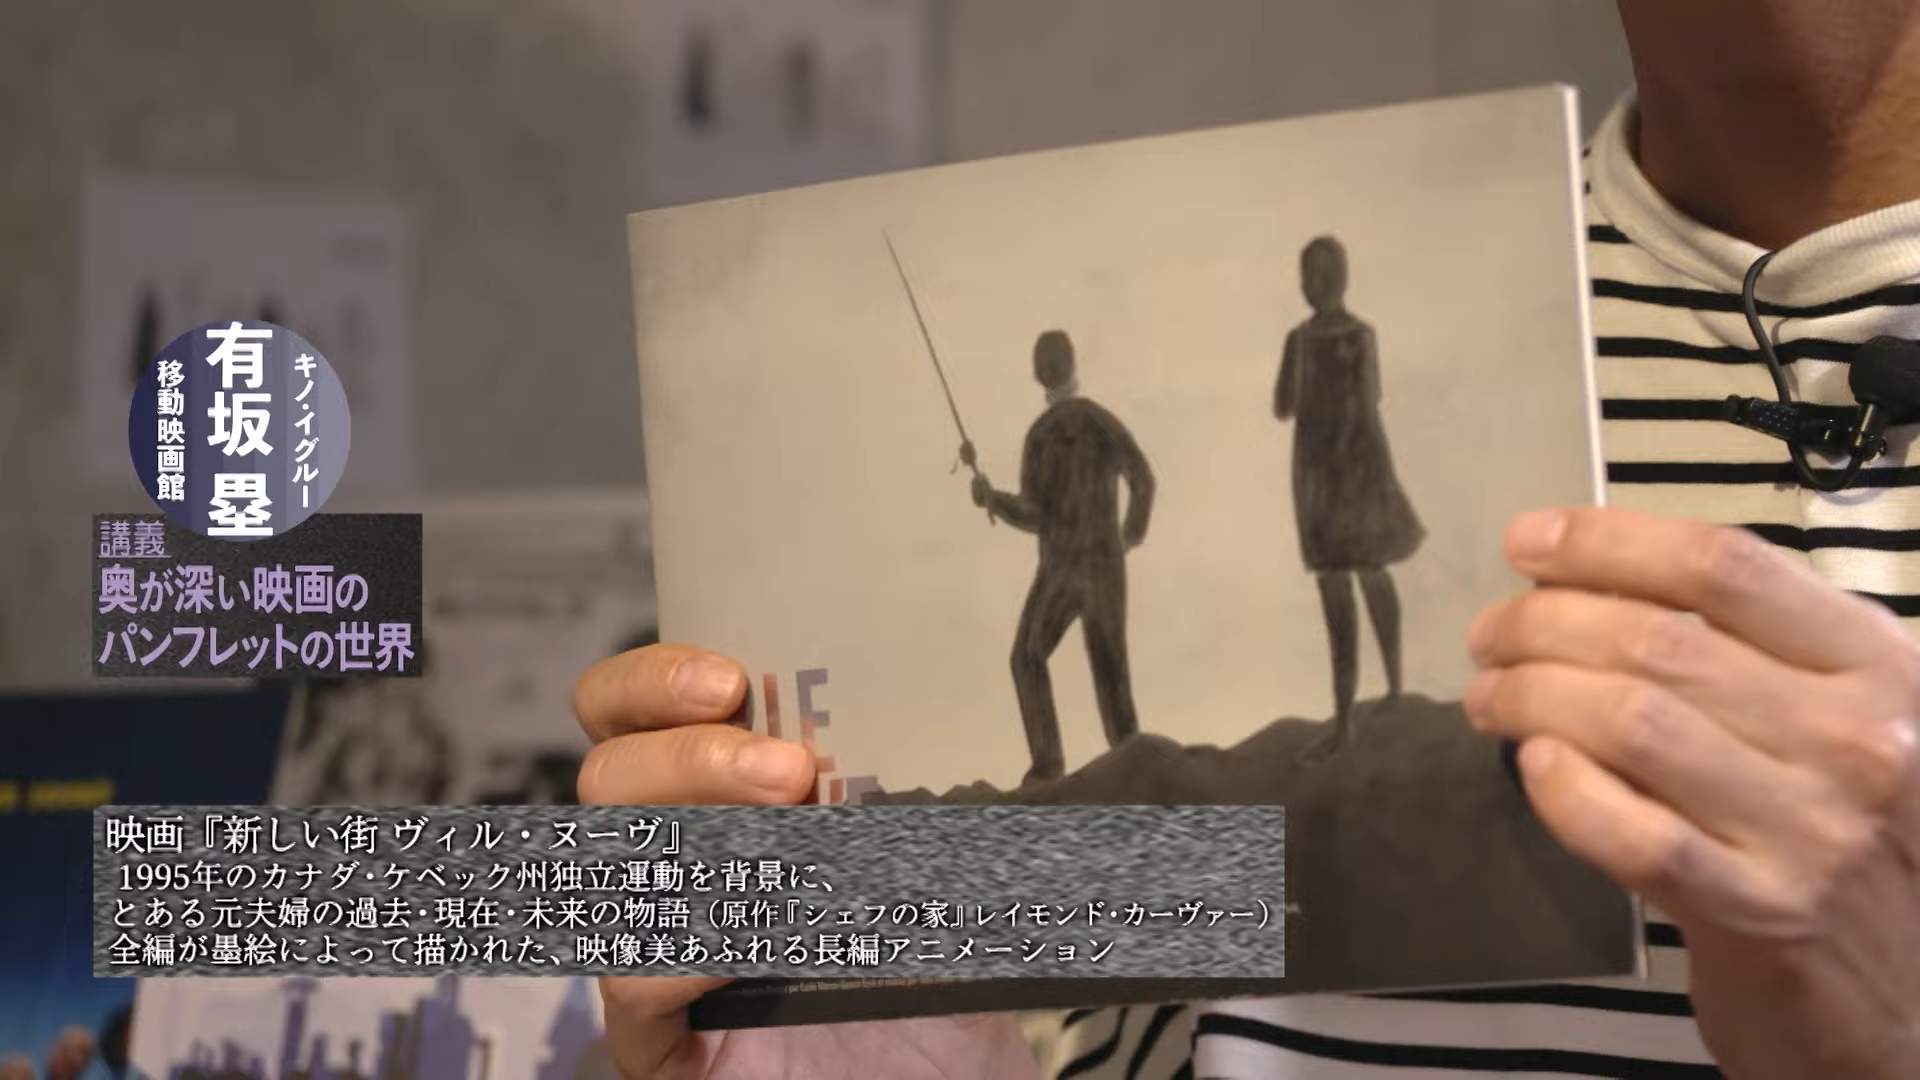 キノ・イグルー
有坂 塁
移動映画館
講義
奥が深い映画の
パンフレットの世界
映画『新しい街 ヴィル・ヌーヴ』
1995年のカナダ・ケベック州独立運動を背景に、
とある元夫婦の過去・現在・未来の物語（原作『シェフの家』レイモンド・カーヴァー）
全編が墨絵によって描かれた、映像美あふれる長編アニメーション